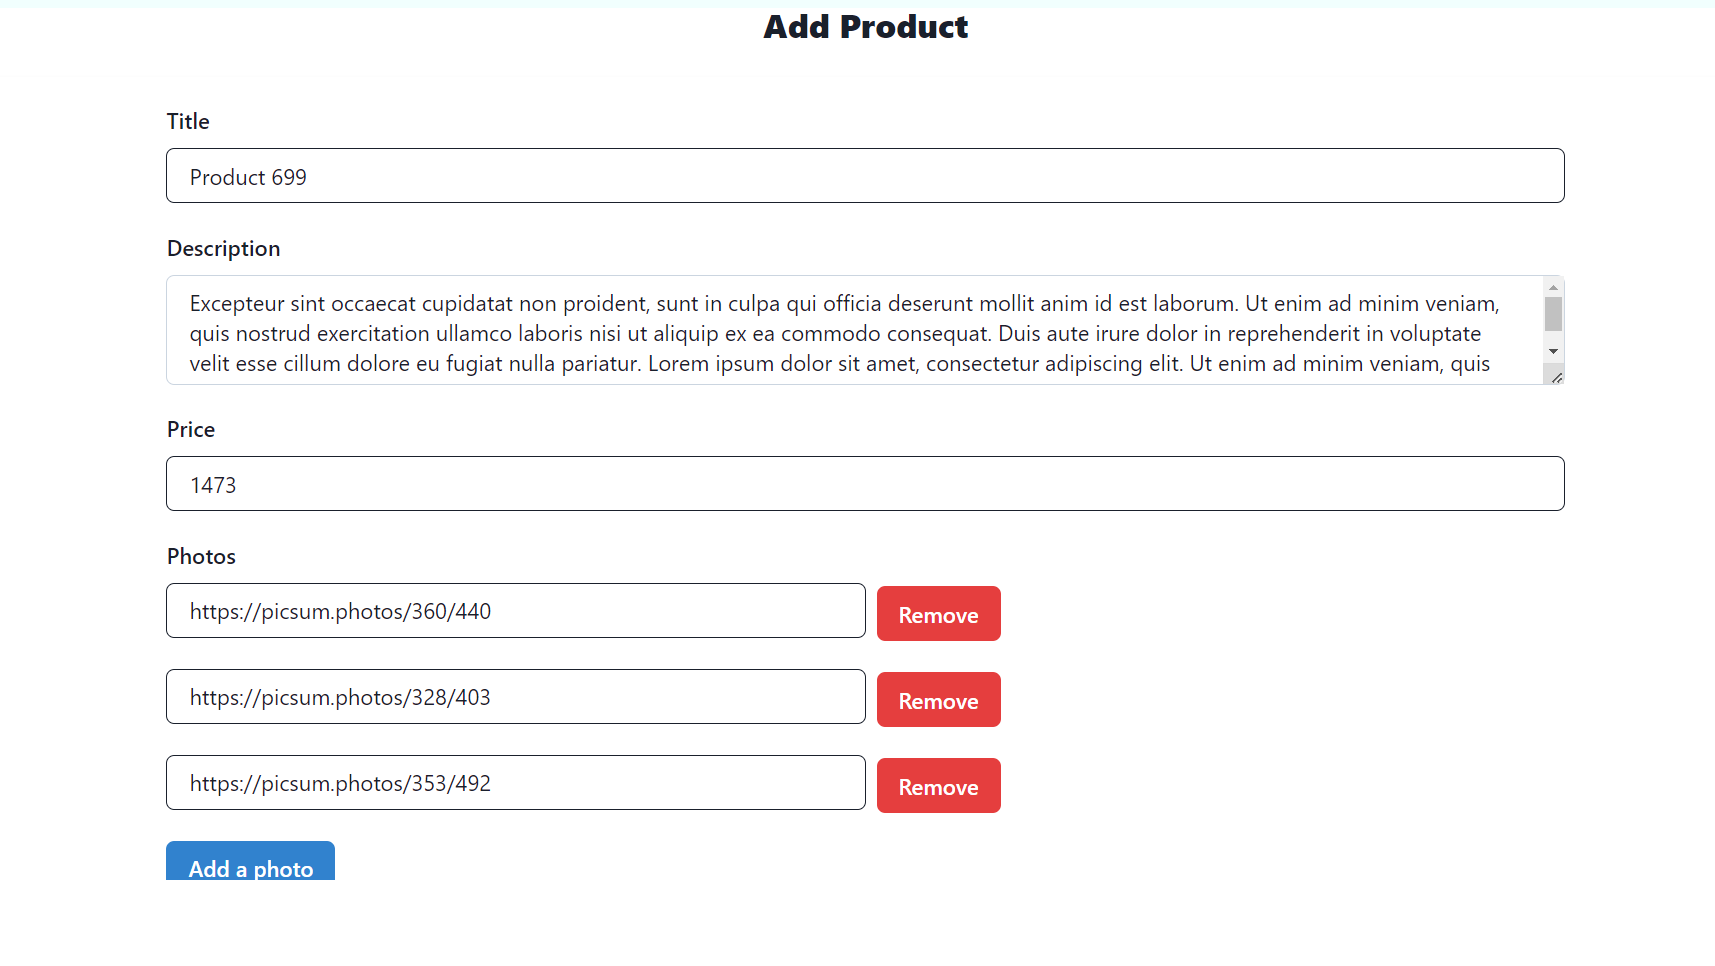 Add Product
Title
Product 699
Description
Excepteur sint occaecat cupidatat non proident, sunt in culpa qui officia deserunt mollit anim id est laborum. Ut enim ad minim veniam,
quis nostrud exercitation ullamco laboris nisi ut aliquip ex ea commodo consequat. Duis aute irure dolor in reprehenderit in voluptate
velit esse cillum dolore eu fugiat nulla pariatur. Lorem ipsum dolor sit amet, consectetur adipiscing elit. Ut enim ad minim veniam, quis
Price
1473
Photos
https://picsum.photos/360/440
Remove
https://picsum.photos/328/403
Remove
https://picsum.photos/353/492
Remove
Add a photo